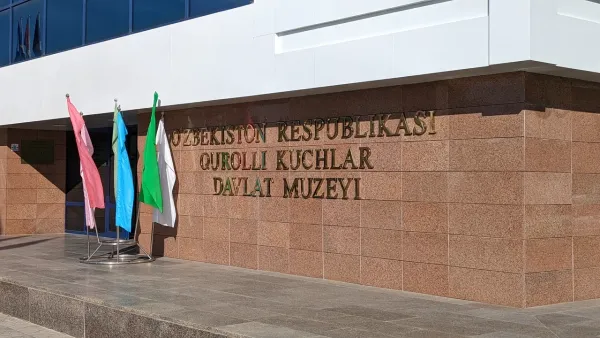 O'ZBEKISTON RESPUBLIKASI
QUROLLI KUCHLAR
DAVLAT MUZEYI